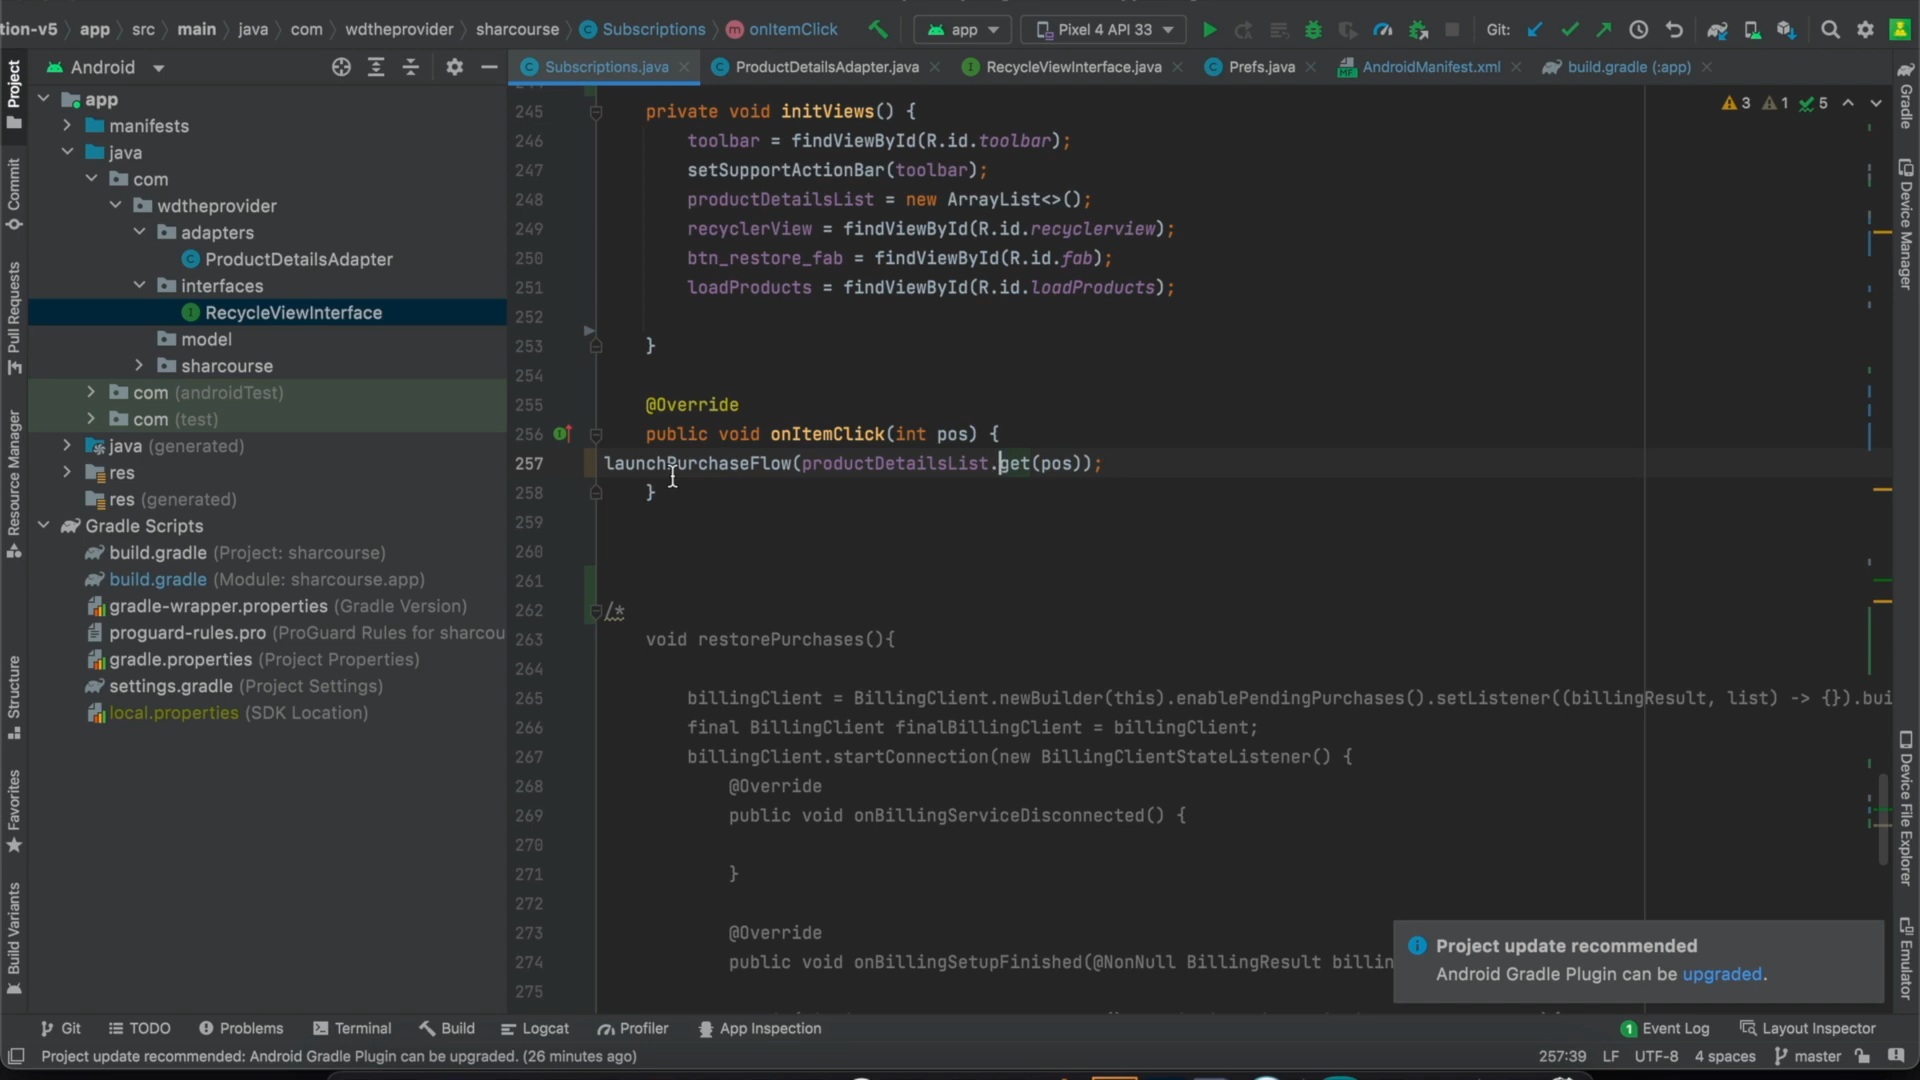 tion-v5 › app › src › main › java › com › wdtheprovider › sharcourse › Subscriptions › onItemClick
app
Pixel 4 API 33
Git:
Android
Subscriptions.java
ProductDetailsAdapter.java
RecycleViewInterface.java
Prefs.java
AndroidManifest.xml
build.gradle (:app)
Project
Commit
Pull Requests
Resource Manager
Structure
Favorites
Build Variants
app
manifests
java
com
wdtheprovider
adapters
ProductDetailsAdapter
interfaces
RecycleViewInterface
model
sharcourse
com (androidTest)
com (test)
java (generated)
res
res (generated)
Gradle Scripts
build.gradle (Project: sharcourse)
build.gradle (Module: sharcourse.app)
gradle-wrapper.properties (Gradle Version)
proguard-rules.pro (ProGuard Rules for sharcou
gradle.properties (Project Properties)
settings.gradle (Project Settings)
local.properties (SDK Location)
3 1 5
245 private void initViews() {
246 toolbar = findViewById(R.id.toolbar);
247 setSupportActionBar(toolbar);
248 productDetailsList = new ArrayList<>();
249 recyclerView = findViewById(R.id.recyclerview);
250 btn_restore_fab = findViewById(R.id.fab);
251 loadProducts = findViewById(R.id.loadProducts);
252
253 }
254
255 @Override
256 public void onItemClick(int pos) {
257 launchPurchaseFlow(productDetailsList.get(pos));
258 }
259
260
261
262 /*
263 void restorePurchases(){
264
265 billingClient = BillingClient.newBuilder(this).enablePendingPurchases().setListener((billingResult, list) -> {}).bui
266 final BillingClient finalBillingClient = billingClient;
267 billingClient.startConnection(new BillingClientStateListener() {
268 @Override
269 public void onBillingServiceDisconnected() {
270
271 }
272
273 @Override
274 public void onBillingSetupFinished(@NonNull BillingResult billin
275
Gradle
Device Manager
Device File Explorer
Emulator
Project update recommended
Android Gradle Plugin can be upgraded.
Git
TODO
Problems
Terminal
Build
Logcat
Profiler
App Inspection
1 Event Log
Layout Inspector
Project update recommended: Android Gradle Plugin can be upgraded. (26 minutes ago)
257:39 LF UTF-8 4 spaces master